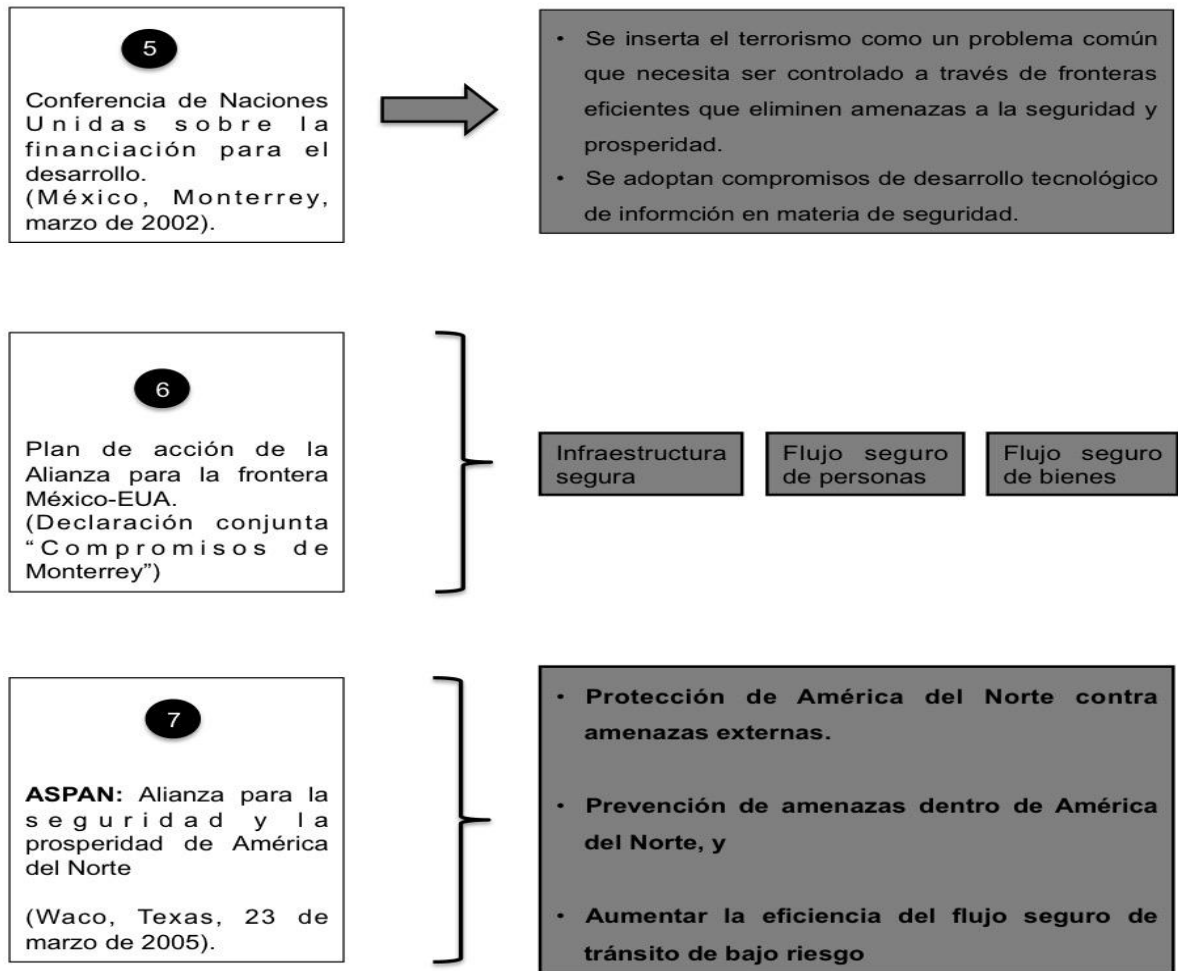 5
Conferencia de Naciones
Unidas sobre la
financiación para el
desarrollo.
(México, Monterrey,
marzo de 2002).
• Se inserta el terrorismo como un problema común
que necesita ser controlado a través de fronteras
eficientes que eliminen amenazas a la seguridad y
prosperidad.
• Se adoptan compromisos de desarrollo tecnológico
de informción en materia de seguridad.
6
Plan de acción de la
Alianza para la frontera
México-EUA.
(Declaración conjunta
“Compromisos de
Monterrey”)
Infraestructura
segura
Flujo seguro
de personas
Flujo seguro
de bienes
7
ASPAN: Alianza para la
seguridad y la
prosperidad de América
del Norte
(Waco, Texas, 23 de
marzo de 2005).
• Protección de América del Norte contra
amenazas externas.
• Prevención de amenazas dentro de América
del Norte, y
• Aumentar la eficiencia del flujo seguro de
tránsito de bajo riesgo